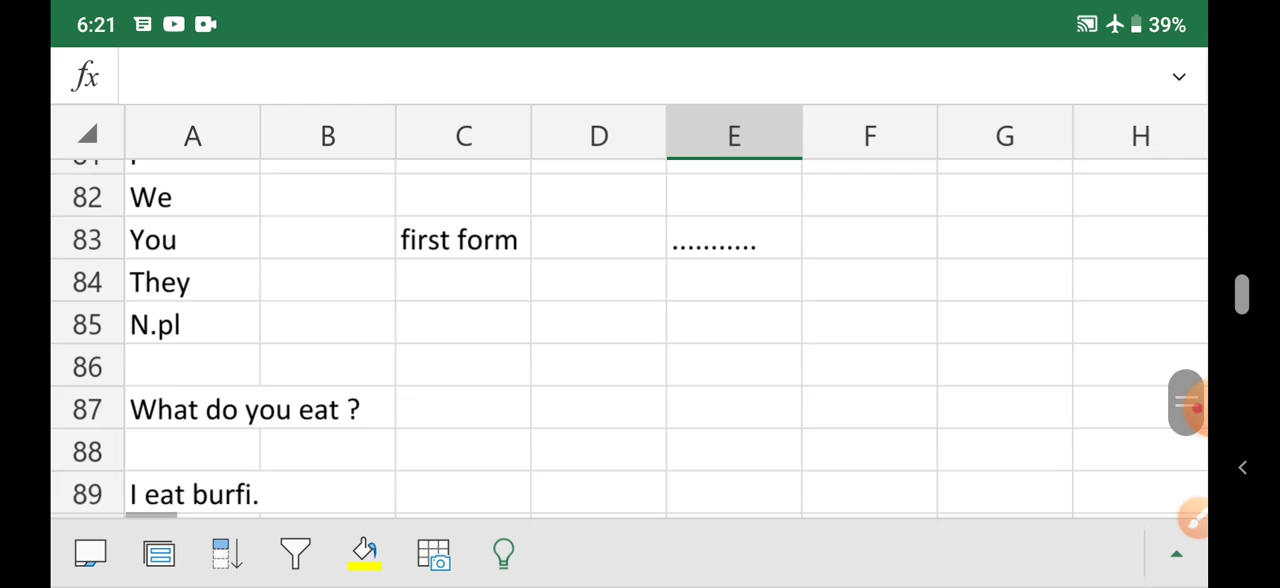 6:21 39%
fx
A B C D E F G H
82 We
83 You first form ...........
84 They
85 N.pl
86
87 What do you eat ?
88
89 I eat burfi.